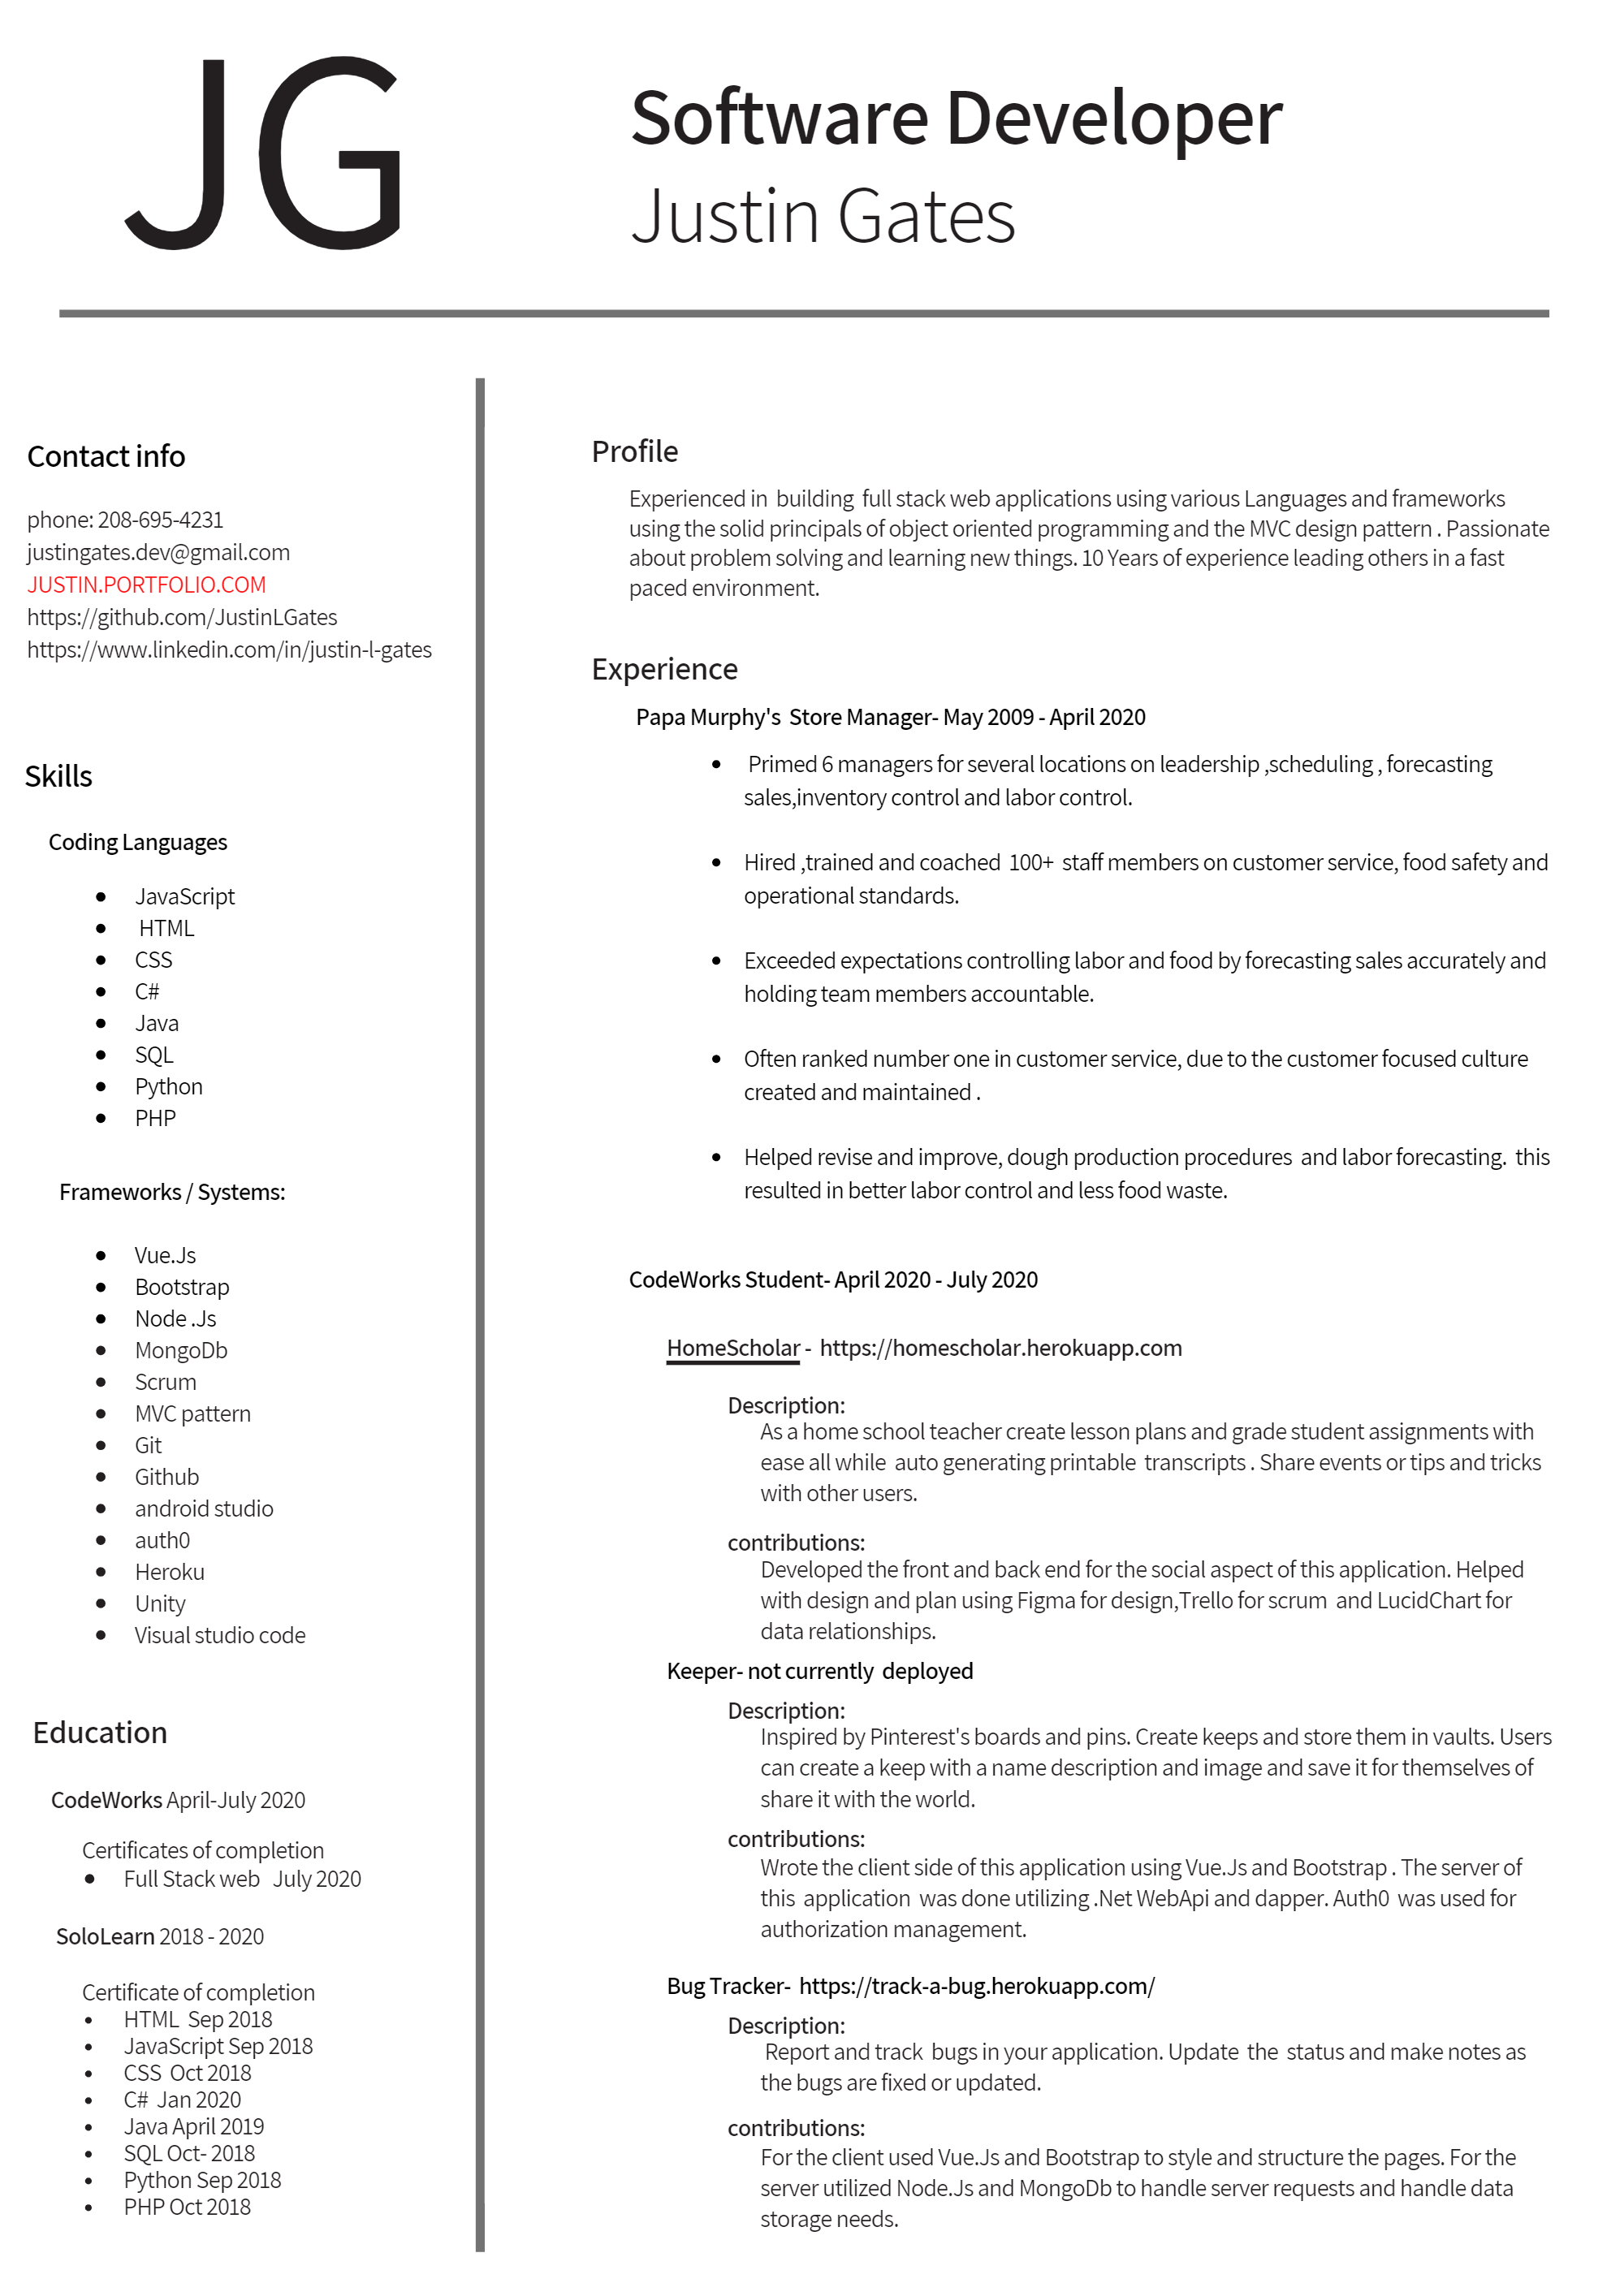 JG
Software Developer
Justin Gates
Contact info
phone: 208-695-4231
justingates.dev@gmail.com
JUSTIN.PORTFOLIO.COM
https://github.com/JustinLGates
https://www.linkedin.com/in/justin-l-gates
Skills
Coding Languages
• JavaScript
• HTML
• CSS
• C#
• Java
• SQL
• Python
• PHP
Frameworks / Systems:
• Vue.Js
• Bootstrap
• Node .Js
• MongoDb
• Scrum
• MVC pattern
• Git
• Github
• android studio
• auth0
• Heroku
• Unity
• Visual studio code
Education
CodeWorks April-July 2020
Certificates of completion
• Full Stack web July 2020
SoloLearn 2018 - 2020
Certificate of completion
• HTML Sep 2018
• JavaScript Sep 2018
• CSS Oct 2018
• C# Jan 2020
• Java April 2019
• SQL Oct- 2018
• Python Sep 2018
• PHP Oct 2018
Profile
Experienced in building full stack web applications using various Languages and frameworks
using the solid principals of object oriented programming and the MVC design pattern . Passionate
about problem solving and learning new things. 10 Years of experience leading others in a fast
paced environment.
Experience
Papa Murphy's Store Manager- May 2009 - April 2020
• Primed 6 managers for several locations on leadership ,scheduling , forecasting
sales,inventory control and labor control.
• Hired ,trained and coached 100+ staff members on customer service, food safety and
operational standards.
• Exceeded expectations controlling labor and food by forecasting sales accurately and
holding team members accountable.
• Often ranked number one in customer service, due to the customer focused culture
created and maintained .
• Helped revise and improve, dough production procedures and labor forecasting. this
resulted in better labor control and less food waste.
CodeWorks Student- April 2020 - July 2020
HomeScholar - https://homescholar.herokuapp.com
Description:
As a home school teacher create lesson plans and grade student assignments with
ease all while auto generating printable transcripts . Share events or tips and tricks
with other users.
contributions:
Developed the front and back end for the social aspect of this application. Helped
with design and plan using Figma for design,Trello for scrum and LucidChart for
data relationships.
Keeper- not currently deployed
Description:
Inspired by Pinterest's boards and pins. Create keeps and store them in vaults. Users
can create a keep with a name description and image and save it for themselves of
share it with the world.
contributions:
Wrote the client side of this application using Vue.Js and Bootstrap . The server of
this application was done utilizing .Net WebApi and dapper. Auth0 was used for
authorization management.
Bug Tracker- https://track-a-bug.herokuapp.com/
Description:
Report and track bugs in your application. Update the status and make notes as
the bugs are fixed or updated.
contributions:
For the client used Vue.Js and Bootstrap to style and structure the pages. For the
server utilized Node.Js and MongoDb to handle server requests and handle data
storage needs.